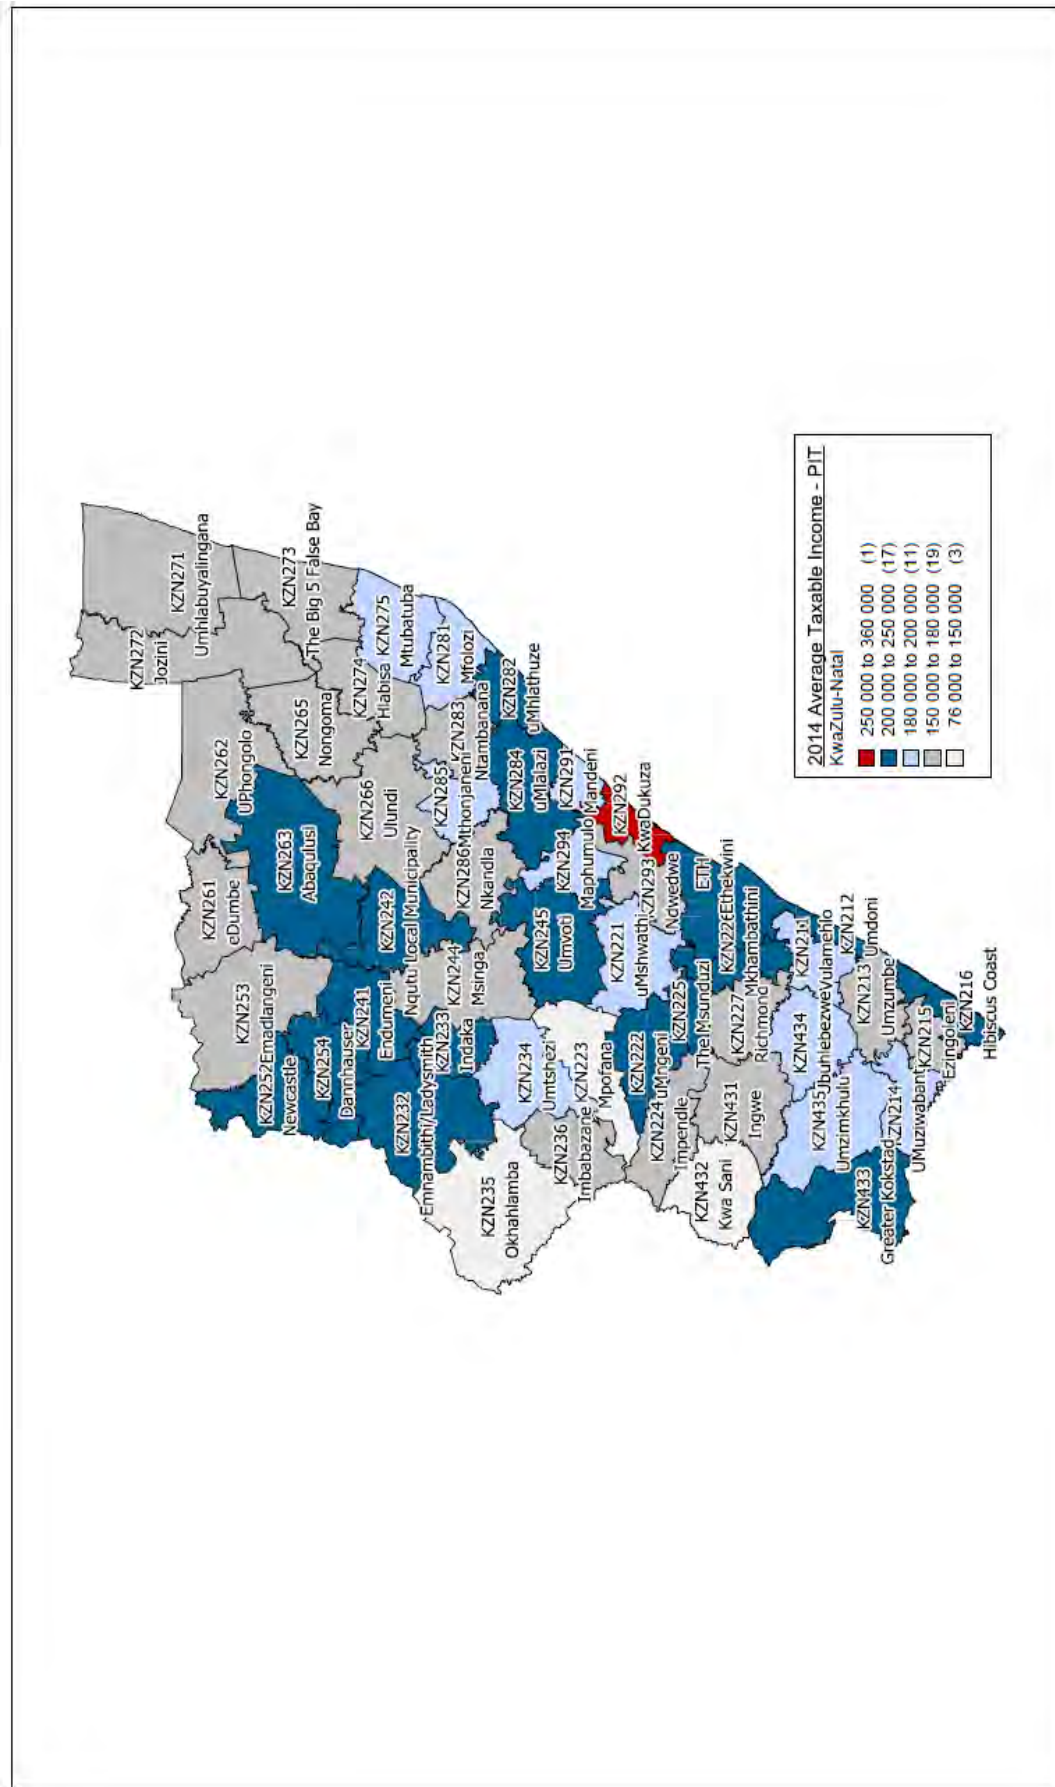 KZN272
Jozini
KZN271
Umhlabuyalingana
KZN262
UPhongolo
KZN261
eDumbe
KZN273
The Big 5 False Bay
KZN253
Emadlangeni
KZN252
Newcastle
KZN263
Abaqulusi
KZN265
Nongoma
KZN254
Dannhauser
KZN274
Hlabisa
KZN266
Ulundi
KZN241
Endumeni
KZN242
Nqutu Local Municipality
KZN275
Mtubatuba
KZN232
Emnambithi/Ladysmith
KZN281
Mfolozi
KZN285
Mthonjaneni
KZN283
Ntambanana
KZN233
Indaka
KZN244
Msinga
KZN286
Nkandla
KZN235
Okhahlamba
KZN282
uMhlathuze
KZN284
uMlalazi
KZN234
Umtshezi
KZN245
Umvoti
KZN236
Imbabazane
KZN291
Mandeni
KZN294
Maphumulo
KZN223
Mpofana
KZN221
uMshwathi
KZN292
KwaDukuza
KZN222
uMngeni
KZN293
Ndwedwe
KZN224
Impendle
KZN225
The Msunduzi
KZN432
Kwa Sani
ETH
Ethekwini
Mkhambathini
KZN431
Ingwe
KZN227
Richmond
KZN211
Vulamehlo
KZN434
Ubuhlebezwe
KZN435
Umzimkhulu
KZN212
Umdoni
KZN213
Umzumbe
KZN433
Greater Kokstad
KZN214
UMuziwabantu
KZN215
Ezingoleni
KZN216
Hibiscus Coast
2014 Average Taxable Income - PIT
KwaZulu-Natal
250 000 to 360 000 (1)
200 000 to 250 000 (17)
180 000 to 200 000 (11)
150 000 to 180 000 (19)
76 000 to 150 000 (3)